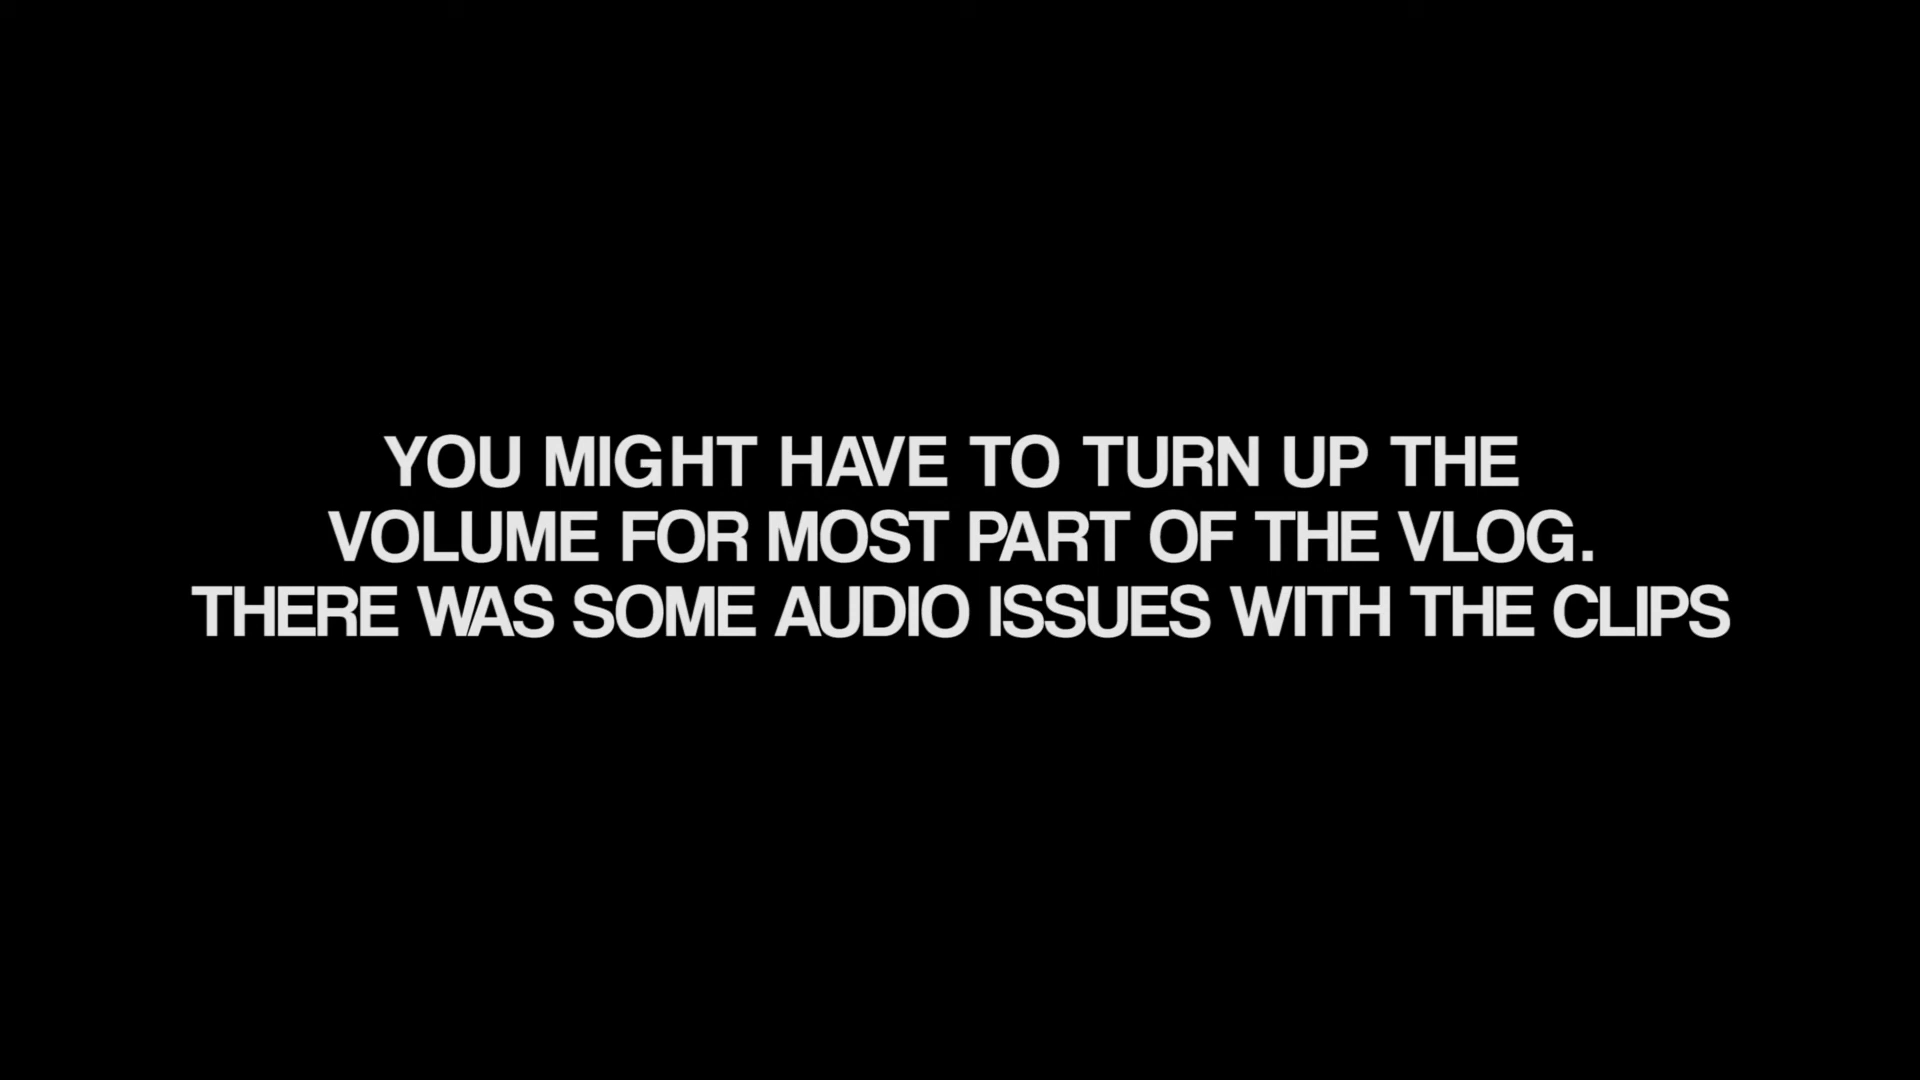 YOU MIGHT HAVE TO TURN UP THE
VOLUME FOR MOST PART OF THE VLOG.
THERE WAS SOME AUDIO ISSUES WITH THE CLIPS